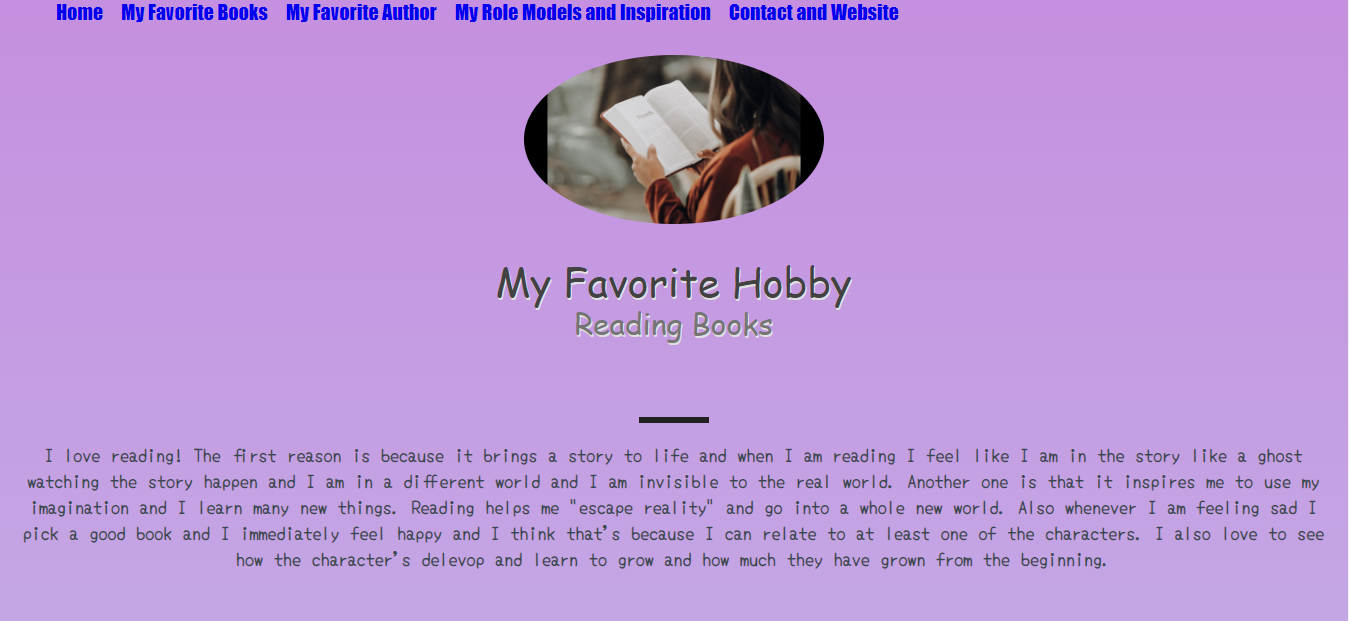 Home My Favorite Books My Favorite Author My Role Models and Inspiration Contact and Website
My Favorite Hobby
Reading Books
I love reading! The first reason is because it brings a story to life and when I am reading I feel like I am in the story like a ghost
watching the story happen and I am in a different world and I am invisible to the real world. Another one is that it inspires me to use my
imagination and I learn many new things. Reading helps me "escape reality" and go into a whole new world. Also whenever I am feeling sad I
pick a good book and I immediately feel happy and I think that’s because I can relate to at least one of the characters. I also love to see
how the character’s delevop and learn to grow and how much they have grown from the beginning.